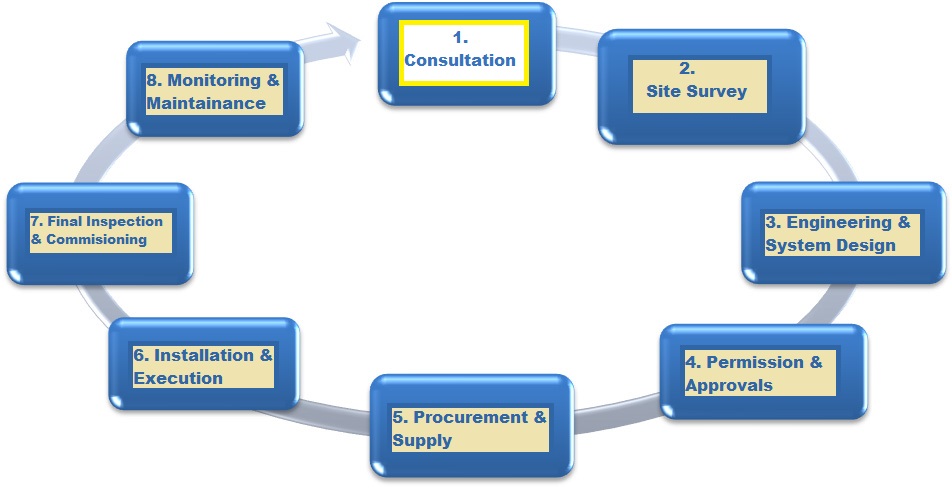 1.
Consultation
2.
Site Survey
3. Engineering &
System Design
4. Permission &
Approvals
5. Procurement &
Supply
6. Installation &
Execution
7. Final Inspection
& Commisioning
8. Monitoring &
Maintainance